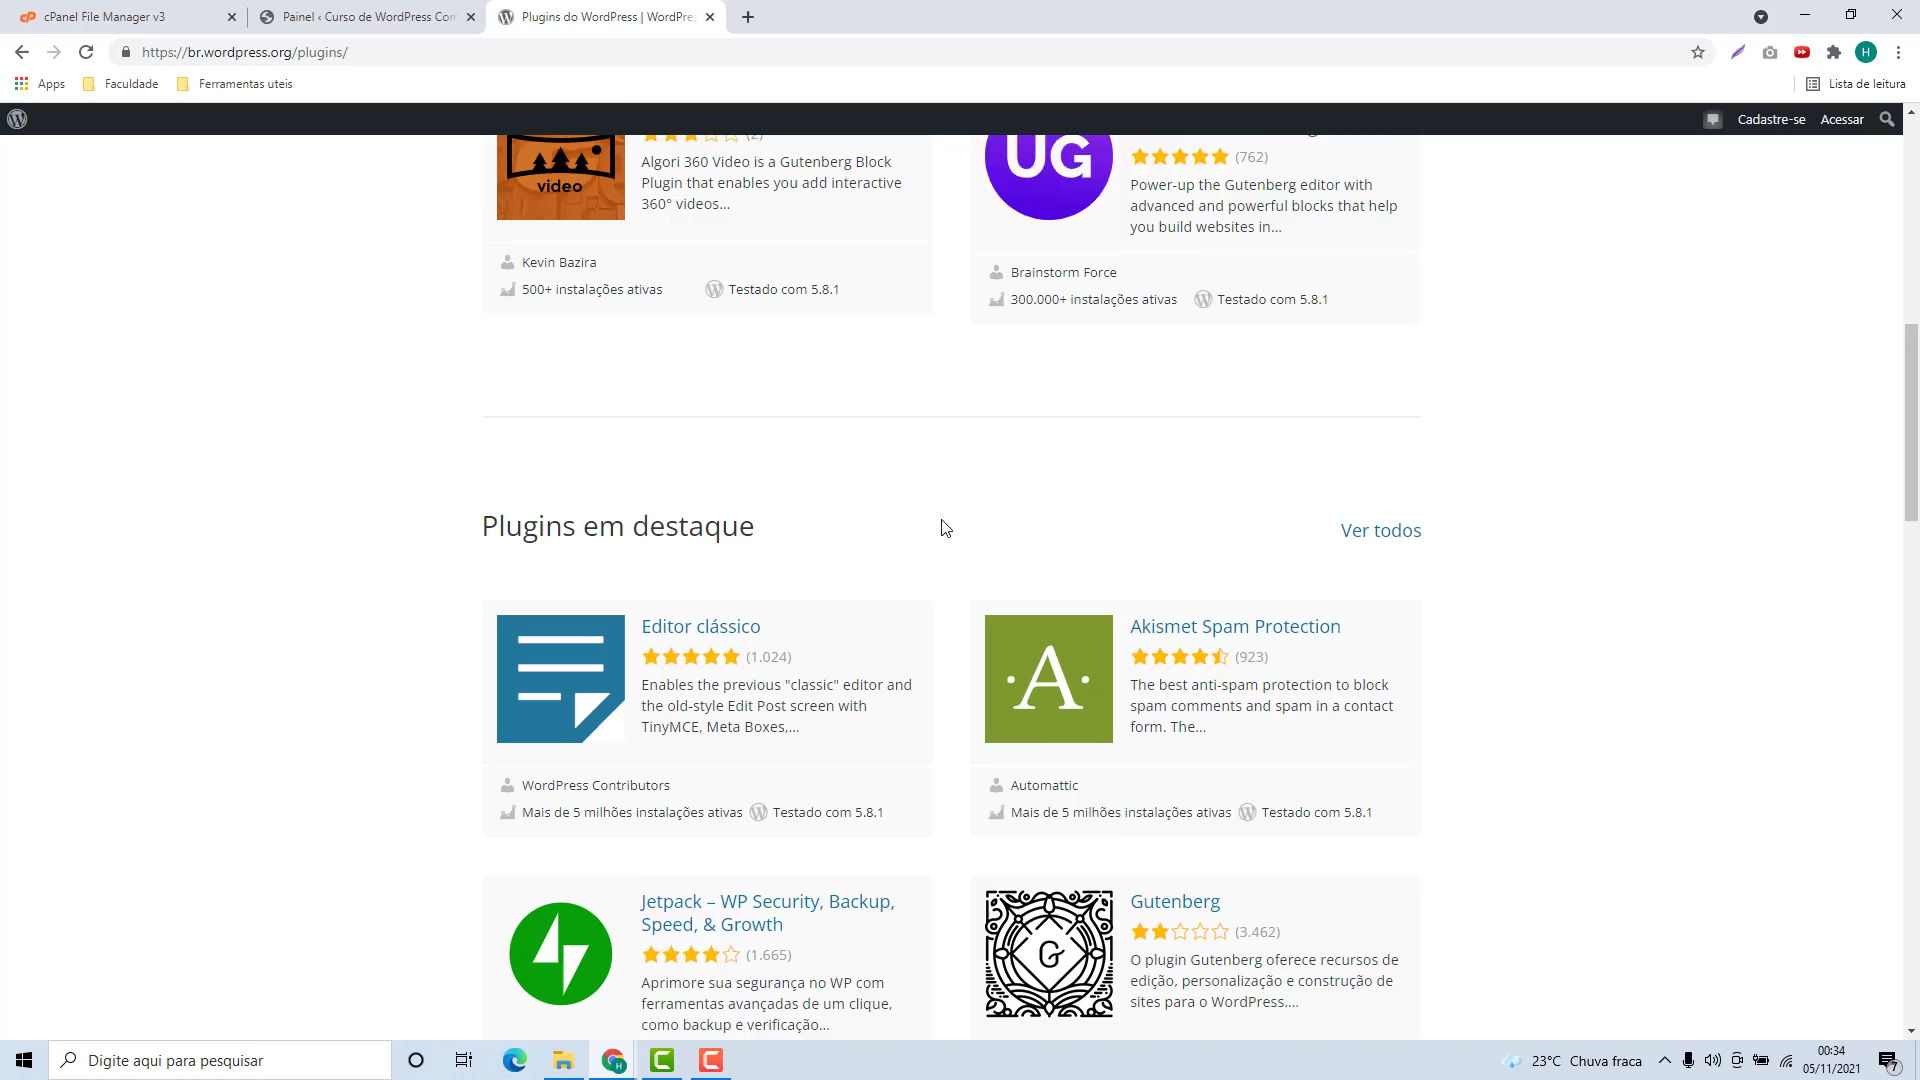 cPanel File Manager v3
Painel ‹ Curso de WordPress Com
Plugins do WordPress | WordPre
https://br.wordpress.org/plugins/
H
Apps
Faculdade
Ferramentas uteis
Lista de leitura
Cadastre-se
Acessar
video
(2)
Algori 360 Video is a Gutenberg Block
Plugin that enables you add interactive
360° videos...
Kevin Bazira
500+ instalações ativas
Testado com 5.8.1
UG
(762)
Power-up the Gutenberg editor with
advanced and powerful blocks that help
you build websites in...
Brainstorm Force
300.000+ instalações ativas
Testado com 5.8.1
Plugins em destaque
Ver todos
Editor clássico
(1.024)
Enables the previous "classic" editor and
the old-style Edit Post screen with
TinyMCE, Meta Boxes,...
WordPress Contributors
Mais de 5 milhões instalações ativas
Testado com 5.8.1
·A·
Akismet Spam Protection
(923)
The best anti-spam protection to block
spam comments and spam in a contact
form. The...
Automattic
Mais de 5 milhões instalações ativas
Testado com 5.8.1
Jetpack – WP Security, Backup,
Speed, & Growth
(1.665)
Aprimore sua segurança no WP com
ferramentas avançadas de um clique,
como backup e verificação...
G
Gutenberg
(3.462)
O plugin Gutenberg oferece recursos de
edição, personalização e construção de
sites para o WordPress....
Digite aqui para pesquisar
23°C Chuva fraca
00:34
05/11/2021
7